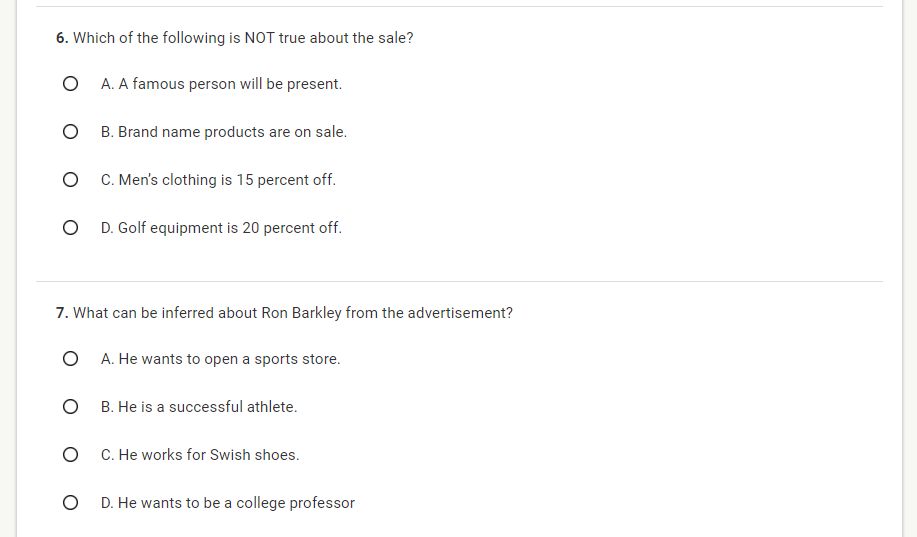 6. Which of the following is NOT true about the sale?
A. A famous person will be present.
B. Brand name products are on sale.
C. Men's clothing is 15 percent off.
D. Golf equipment is 20 percent off.
7. What can be inferred about Ron Barkley from the advertisement?
A. He wants to open a sports store.
B. He is a successful athlete.
C. He works for Swish shoes.
D. He wants to be a college professor